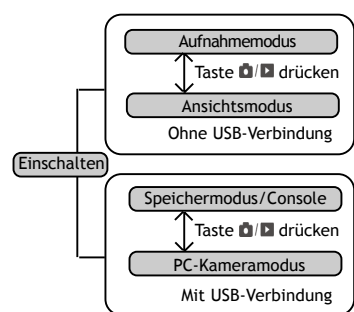 Aufnahmemodus
Taste / drücken
Ansichtsmodus
Ohne USB-Verbindung
Einschalten
Speichermodus/Console
Taste / drücken
PC-Kameramodus
Mit USB-Verbindung